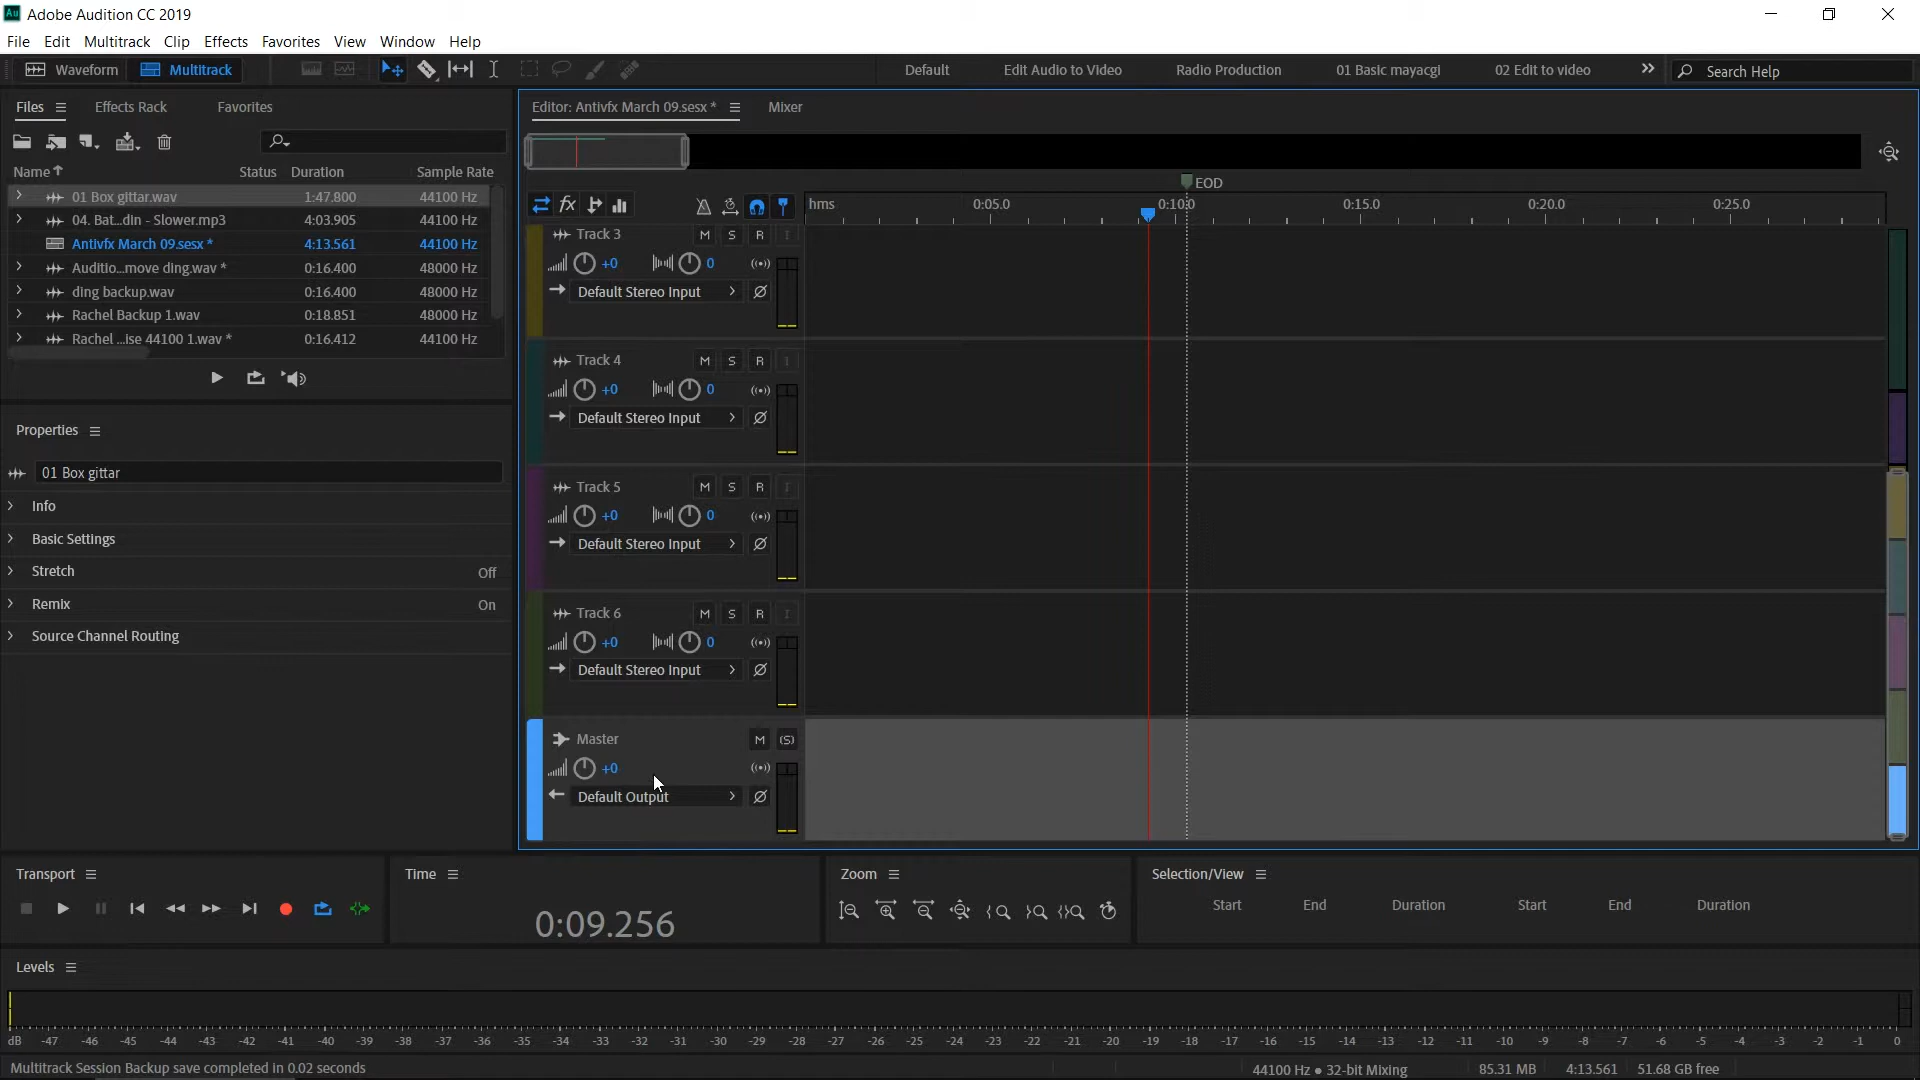 Au Adobe Audition CC 2019
File Edit Multitrack Clip Effects Favorites View Window Help
Waveform Multitrack Default Edit Audio to Video Radio Production 01 Basic mayacgi 02 Edit to video Search Help
Files Effects Rack Favorites
Editor: Antivfx March 09.sesx * Mixer
Name Status Duration Sample Rate
01 Box gittar.wav 1:47.800 44100 Hz
04. Bat...din - Slower.mp3 4:03.905 44100 Hz
Antivfx March 09.sesx * 4:13.561 44100 Hz
Auditio...move ding.wav * 0:16.400 48000 Hz
ding backup.wav 0:16.400 48000 Hz
Rachel Backup 1.wav 0:18.851 48000 Hz
Rachel ...ise 44100 1.wav * 0:16.412 44100 Hz
Properties
01 Box gittar
Info
Basic Settings
Stretch Off
Remix On
Source Channel Routing
EOD
fx hms 0:05.0 0:10.0 0:15.0 0:20.0 0:25.0
Track 3 M S R I
+0 0
Default Stereo Input
Track 4 M S R I
+0 0
Default Stereo Input
Track 5 M S R I
+0 0
Default Stereo Input
Track 6 M S R I
+0 0
Default Stereo Input
Master M (S)
+0
Default Output
Transport Time Zoom Selection/View
0:09.256
Start End Duration Start End Duration
Levels
dB -47 -46 -45 -44 -43 -42 -41 -40 -39 -38 -37 -36 -35 -34 -33 -32 -31 -30 -29 -28 -27 -26 -25 -24 -23 -22 -21 -20 -19 -18 -17 -16 -15 -14 -13 -12 -11 -10 -9 -8 -7 -6 -5 -4 -3 -2 -1 0
Multitrack Session Backup save completed in 0.02 seconds 44100 Hz ● 32-bit Mixing 85.31 MB 4:13.561 51.68 GB free